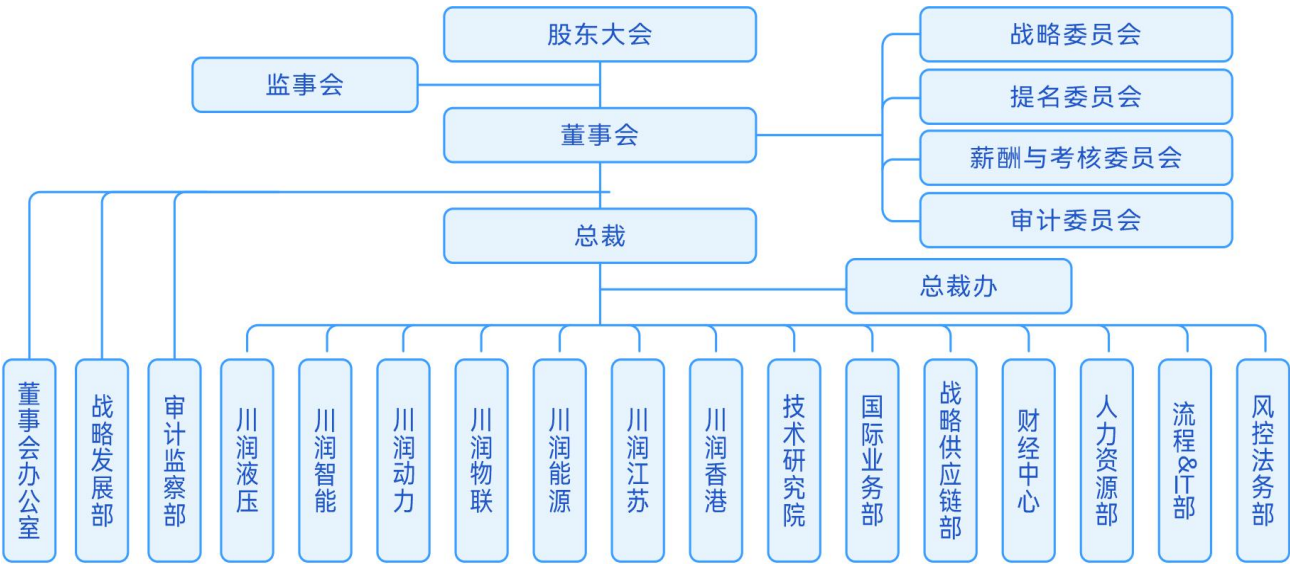 股东大会
战略委员会
监事会
提名委员会
董事会
薪酬与考核委员会
审计委员会
总裁
总裁办
董事会办公室
战略发展部
审计监察部
川润液压
川润智能
川润动力
川润物联
川润能源
川润江苏
川润香港
技术研究院
国际业务部
战略供应链部
财经中心
人力资源部
流程&IT部
风控法务部